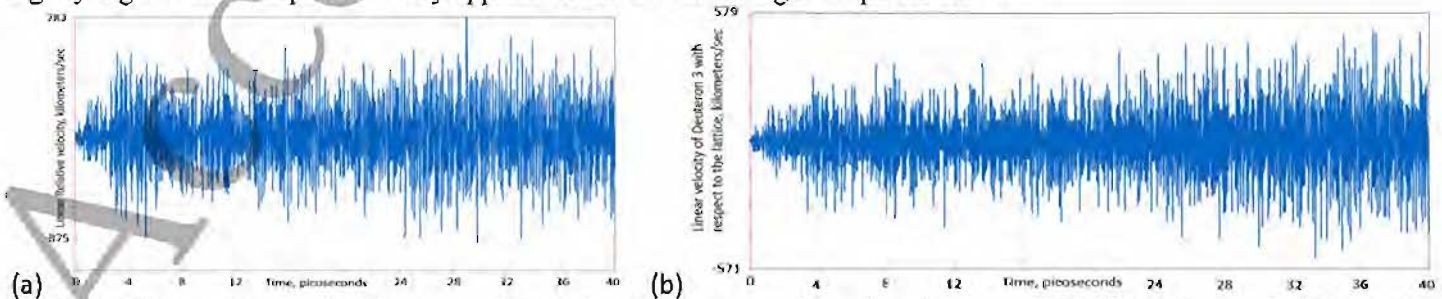 783
Linear Relative velocity, kilometers/sec
-875
0 4 8 12 Time, picoseconds 24 28 32 36 40
(a)
579
Linear velocity of Deuteron 3 with
respect to the lattice, kilometers/sec
-571
0 4 8 12 Time, picoseconds 24 28 32 36 40
(b)